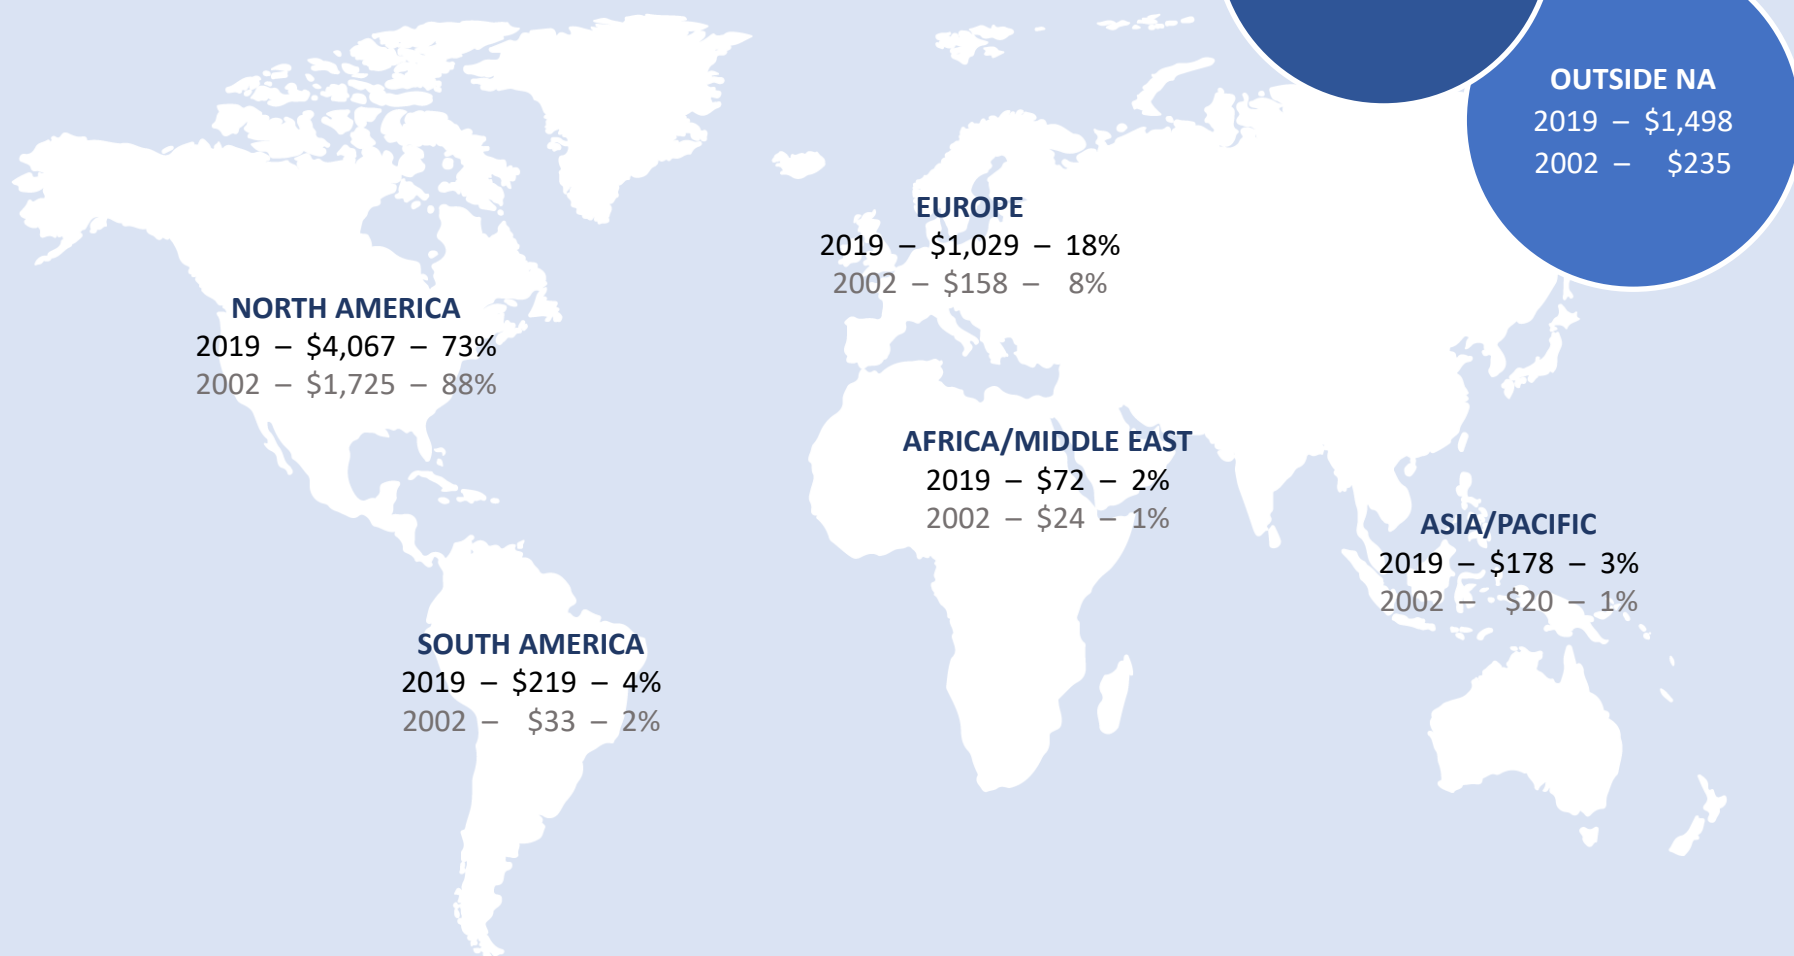 OUTSIDE NA
2019 – $1,498
2002 – $235
EUROPE
2019 – $1,029 – 18%
2002 – $158 – 8%
NORTH AMERICA
2019 – $4,067 – 73%
2002 – $1,725 – 88%
AFRICA/MIDDLE EAST
2019 – $72 – 2%
2002 – $24 – 1%
ASIA/PACIFIC
2019 – $178 – 3%
2002 – $20 – 1%
SOUTH AMERICA
2019 – $219 – 4%
2002 – $33 – 2%